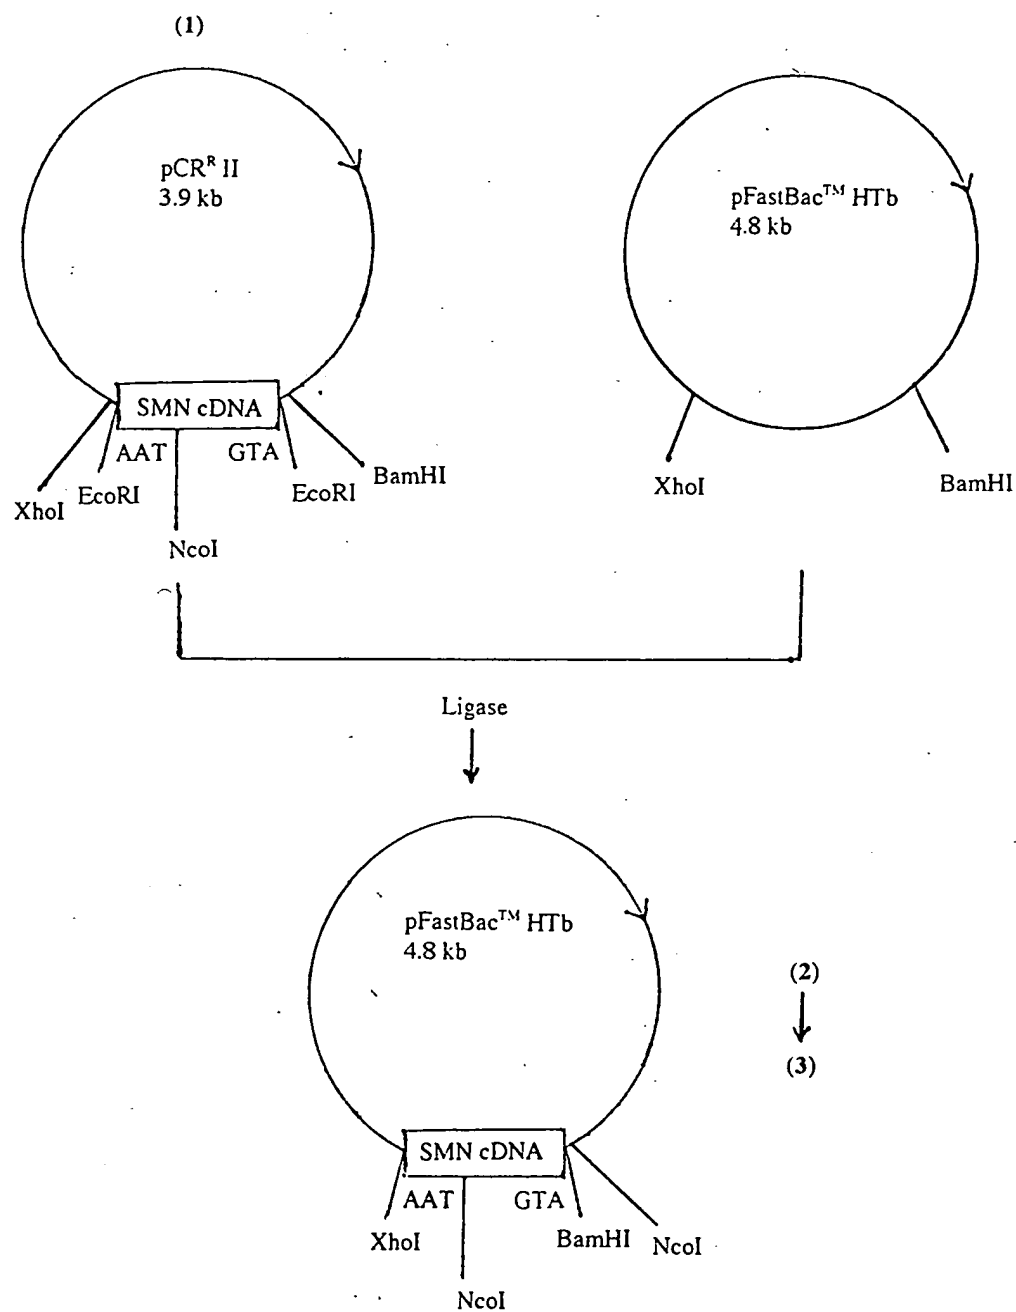 (1)
pCRᴿ II
3.9 kb
SMN cDNA
AAT
GTA
XhoI
EcoRI
NcoI
EcoRI
BamHI
pFastBac™ HTb
4.8 kb
XhoI
BamHI
Ligase
pFastBac™ HTb
4.8 kb
SMN cDNA
AAT
GTA
XhoI
NcoI
BamHI
NcoI
(2)
(3)